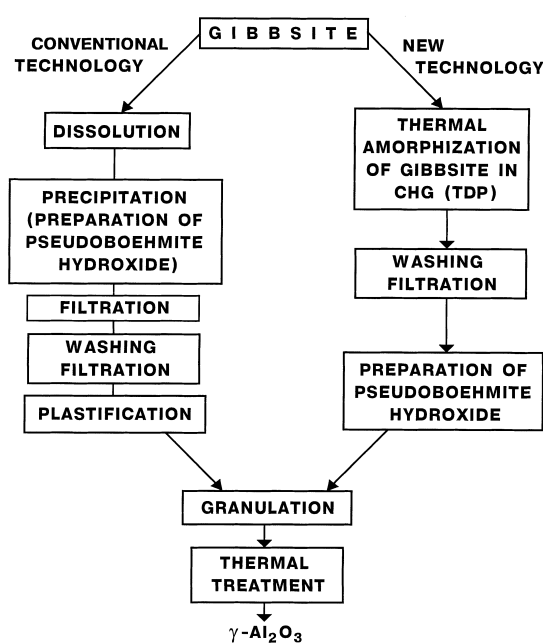 G I B B S I T E
CONVENTIONAL
TECHNOLOGY
NEW
TECHNOLOGY
DISSOLUTION
PRECIPITATION
(PREPARATION OF
PSEUDOBOEHMITE
HYDROXIDE)
FILTRATION
WASHING
FILTRATION
PLASTIFICATION
THERMAL
AMORPHIZATION
OF GIBBSITE IN
CHG (TDP)
WASHING
FILTRATION
PREPARATION OF
PSEUDOBOEHMITE
HYDROXIDE
GRANULATION
THERMAL
TREATMENT
γ-Al₂O₃